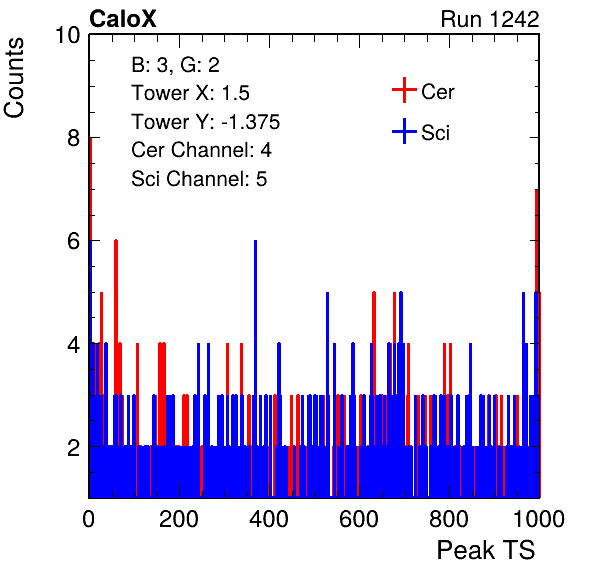 CaloX Run 1242
Counts
10
8
6
4
2
B: 3, G: 2
Tower X: 1.5
Tower Y: -1.375
Cer Channel: 4
Sci Channel: 5
Cer
Sci
0 200 400 600 800 1000
Peak TS